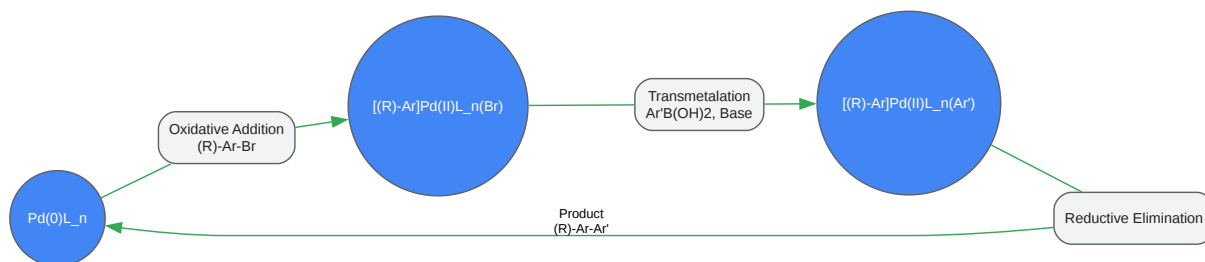 Pd(0)L_n
Oxidative Addition
(R)-Ar-Br
[(R)-Ar]Pd(II)L_n(Br)
Transmetalation
Ar'B(OH)2, Base
[(R)-Ar]Pd(II)L_n(Ar')
Reductive Elimination
Product
(R)-Ar-Ar'